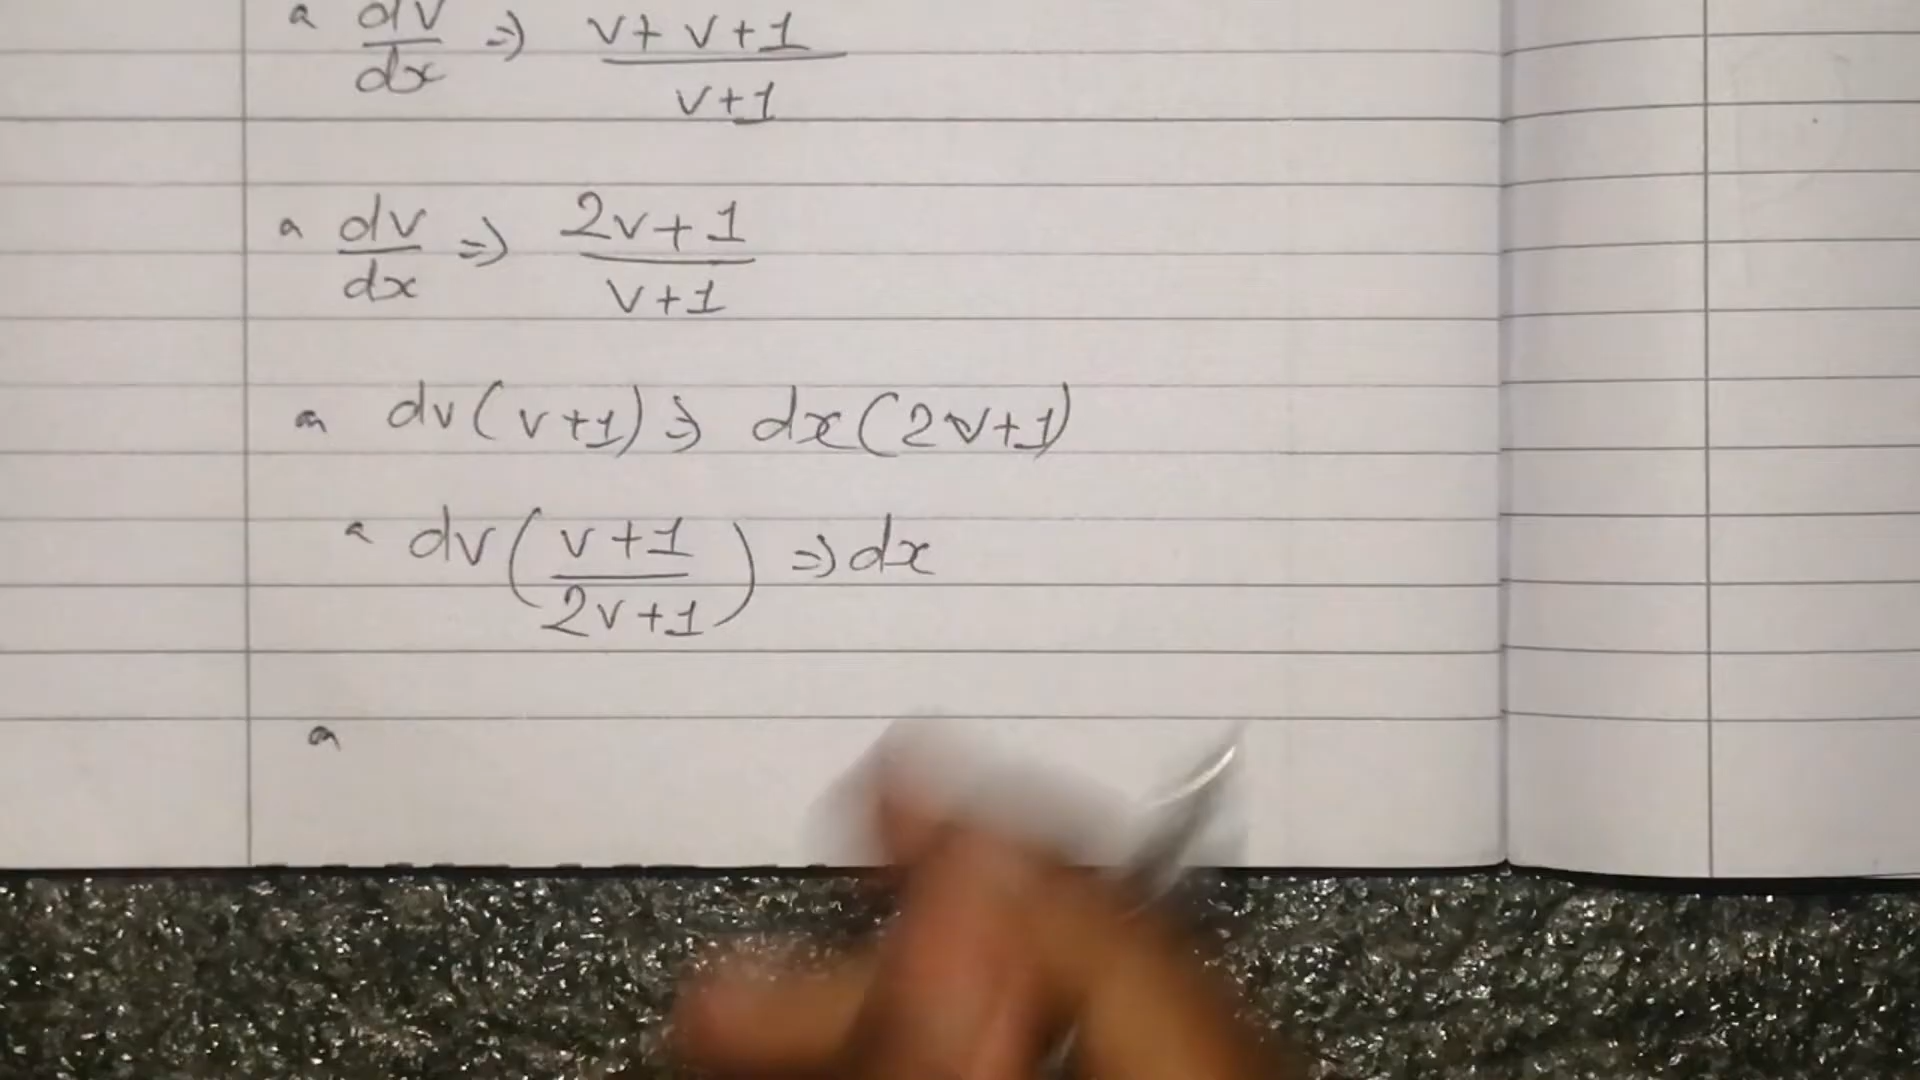 a dv/dx ⇒ v+v+1/v+1
a dv/dx ⇒ 2v+1/v+1
a dv(v+1) ⇒ dx(2v+1)
a dv(v+1/2v+1) ⇒ dx
a